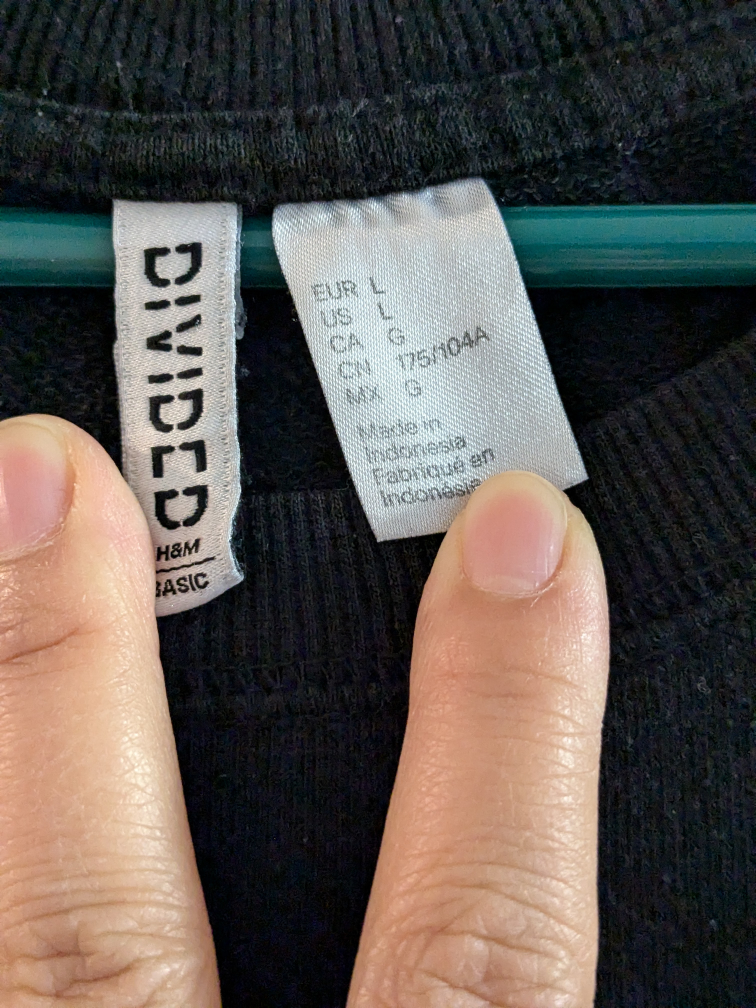 DIVIDED
H&M
BASIC
EUR L
US L
CA G
CN 175/104A
MX G
Made in
Indonesia
Fabriqué en
Indonésie